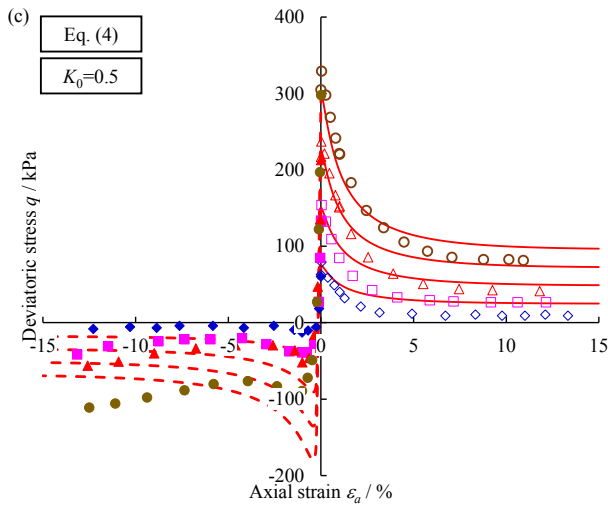 (c)
Eq. (4)
K₀=0.5
400
300
200
100
0
-100
-200
-15
-10
-5
0
5
10
15
Deviatoric stress q / kPa
Axial strain εₐ / %